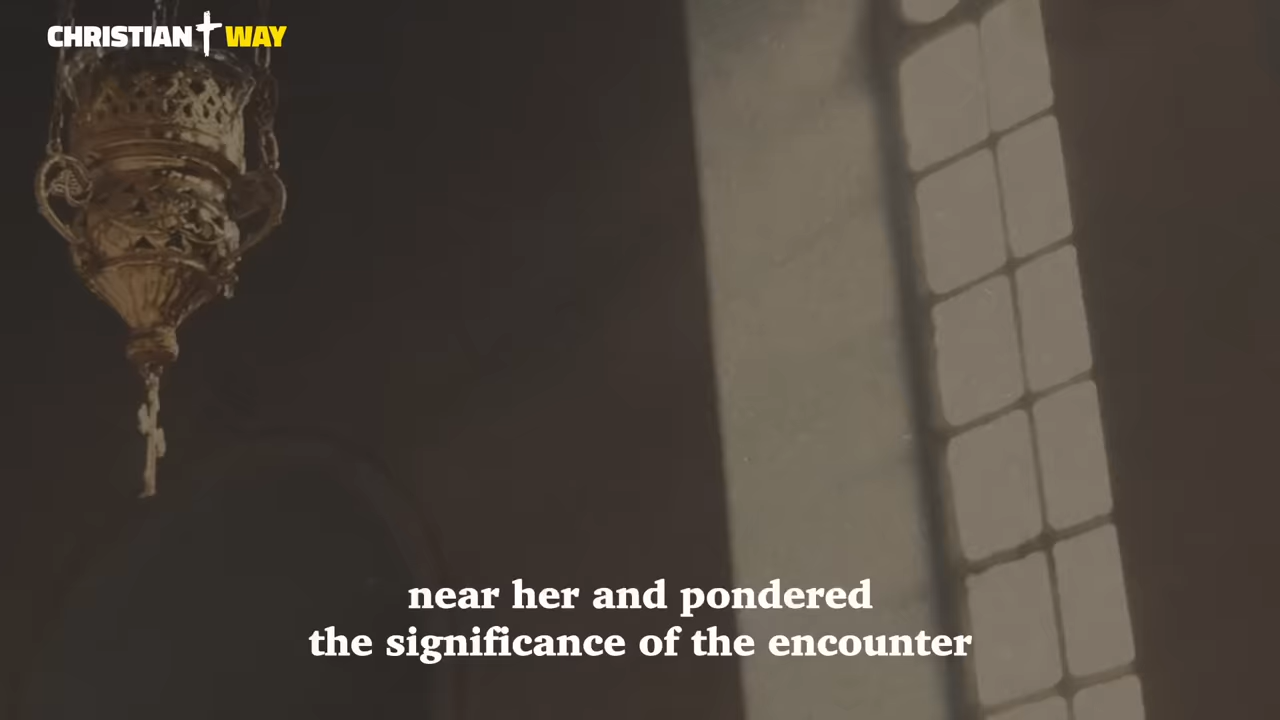 CHRISTIAN WAY
near her and pondered
the significance of the encounter